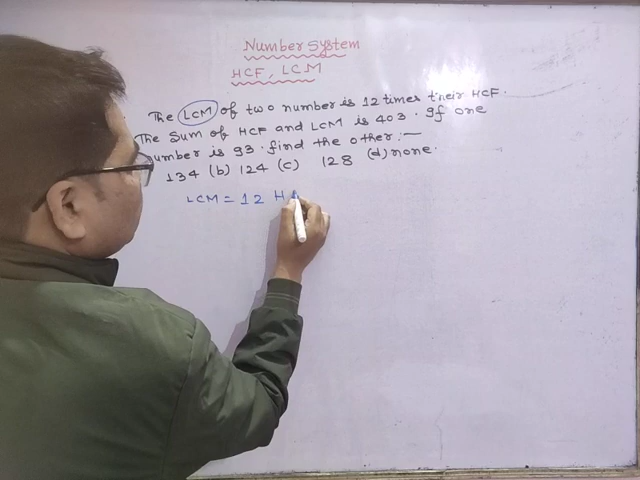 Number System
HCF, LCM
The LCM of two number is 12 times their HCF.
The Sum of HCF and LCM is 403. If one
number is 93. find the other:-
134 (b) 124 (c) 128 (d) none.
LCM = 12 H